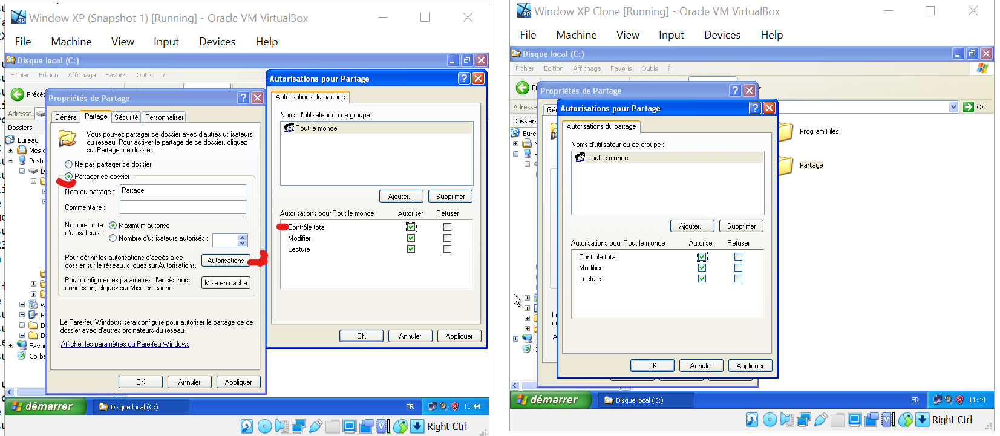 Window XP (Snapshot 1) [Running] - Oracle VM VirtualBox
File Machine View Input Devices Help
Disque local (C:)
Fichier Edition Affichage Favoris Outils ?
Adresse
Dossiers
Bureau
Favo
Corbe
Propriétés de Partage
Général Partage Sécurité Personnaliser
Vous pouvez partager ce dossier avec d'autres utilisateurs
du réseau. Pour activer le partage de ce dossier, cliquez
sur Partager ce dossier.
Ne pas partager ce dossier
Partager ce dossier
Nom du partage : Partage
Commentaire :
Nombre limite
d'utilisateurs :
Maximum autorisé
Nombre d'utilisateurs autorisés :
Pour définir les autorisations d'accès à ce
dossier sur le réseau, cliquez sur Autorisations.
Autorisations
Pour configurer les paramètres d'accès hors
connexion, cliquez sur Mise en cache.
Mise en cache
Le Pare-feu Windows sera configuré pour autoriser le partage de ce
dossier avec d'autres ordinateurs du réseau.
Afficher les paramètres du Pare-feu Windows
OK Annuler Appliquer
Autorisations pour Partage
Autorisations du partage
Noms d'utilisateur ou de groupe :
Tout le monde
Ajouter... Supprimer
Autorisations pour Tout le monde Autoriser Refuser
Contrôle total
Modifier
Lecture
OK Annuler Appliquer
démarrer Disque local (C:) FR 11:44
Right Ctrl
Window XP Clone [Running] - Oracle VM VirtualBox
File Machine View Input Devices Help
Disque local (C:)
Fichier Edition Affichage Favoris Outils ?
Adresse
OK
Dossiers
Bureau
Program Files
Partage
Propriétés de Partage
Autorisations pour Partage
Autorisations du partage
Noms d'utilisateur ou de groupe :
Tout le monde
Ajouter... Supprimer
Autorisations pour Tout le monde Autoriser Refuser
Contrôle total
Modifier
Lecture
OK Annuler Appliquer
démarrer Disque local (C:) FR 11:44
Right Ctrl